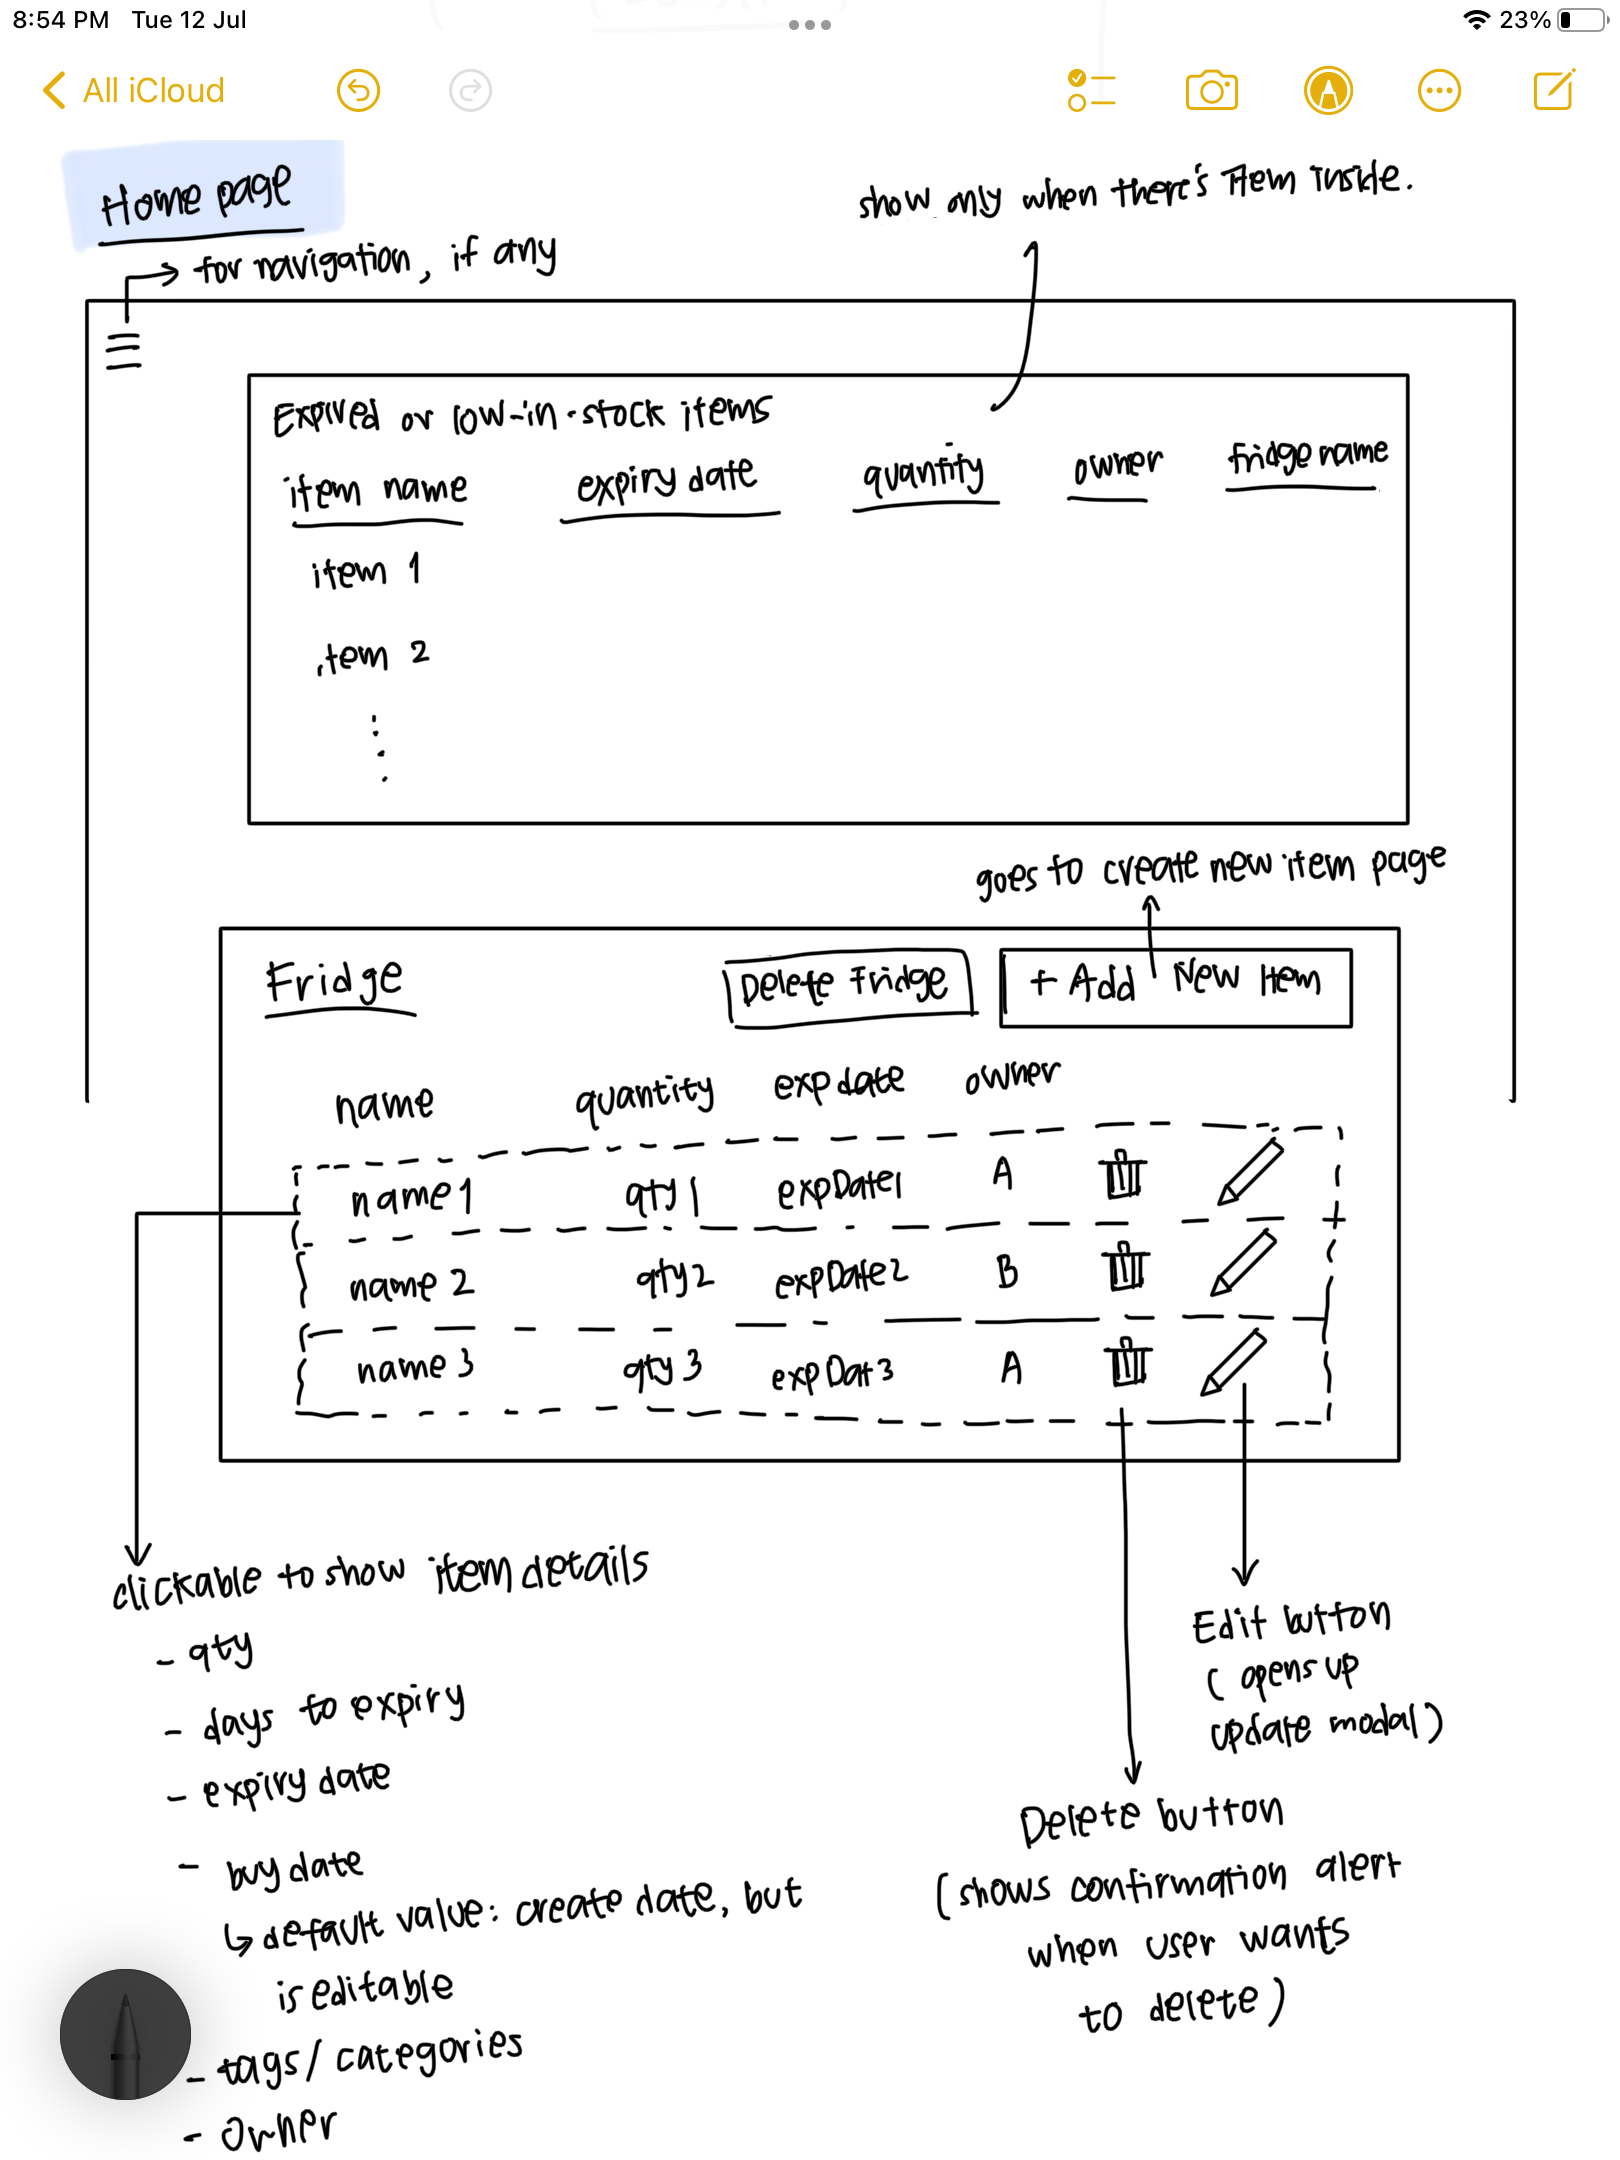 8:54 PM Tue 12 Jul 23%
All iCloud
Home page
show only when there's item inside.
for navigation, if any
Expired or low-in-stock items
item name expiry date quantity owner fridge name
item 1
item 2
goes to create new item page
Fridge Delete fridge + Add New Item
name quantity exp date owner
name 1 qty 1 expDate1 A
name 2 qty 2 expDate2 B
name 3 qty 3 expDat3 A
clickable to show item details
- qty
- days to expiry
- expiry date
- buy date
↳ default value: create date, but
is editable
- tags/categories
- owner
Edit button
(opens up
update modal)
Delete button
(shows confirmation alert
when user wants
to delete)